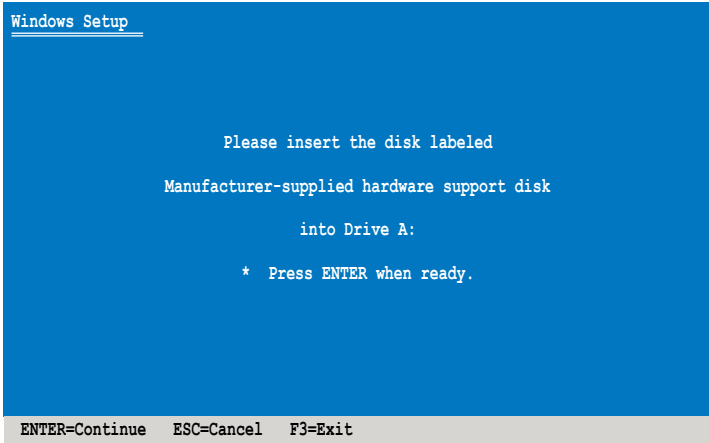 Windows Setup
Please insert the disk labeled
Manufacturer-supplied hardware support disk
into Drive A:
* Press ENTER when ready.
ENTER=Continue ESC=Cancel F3=Exit